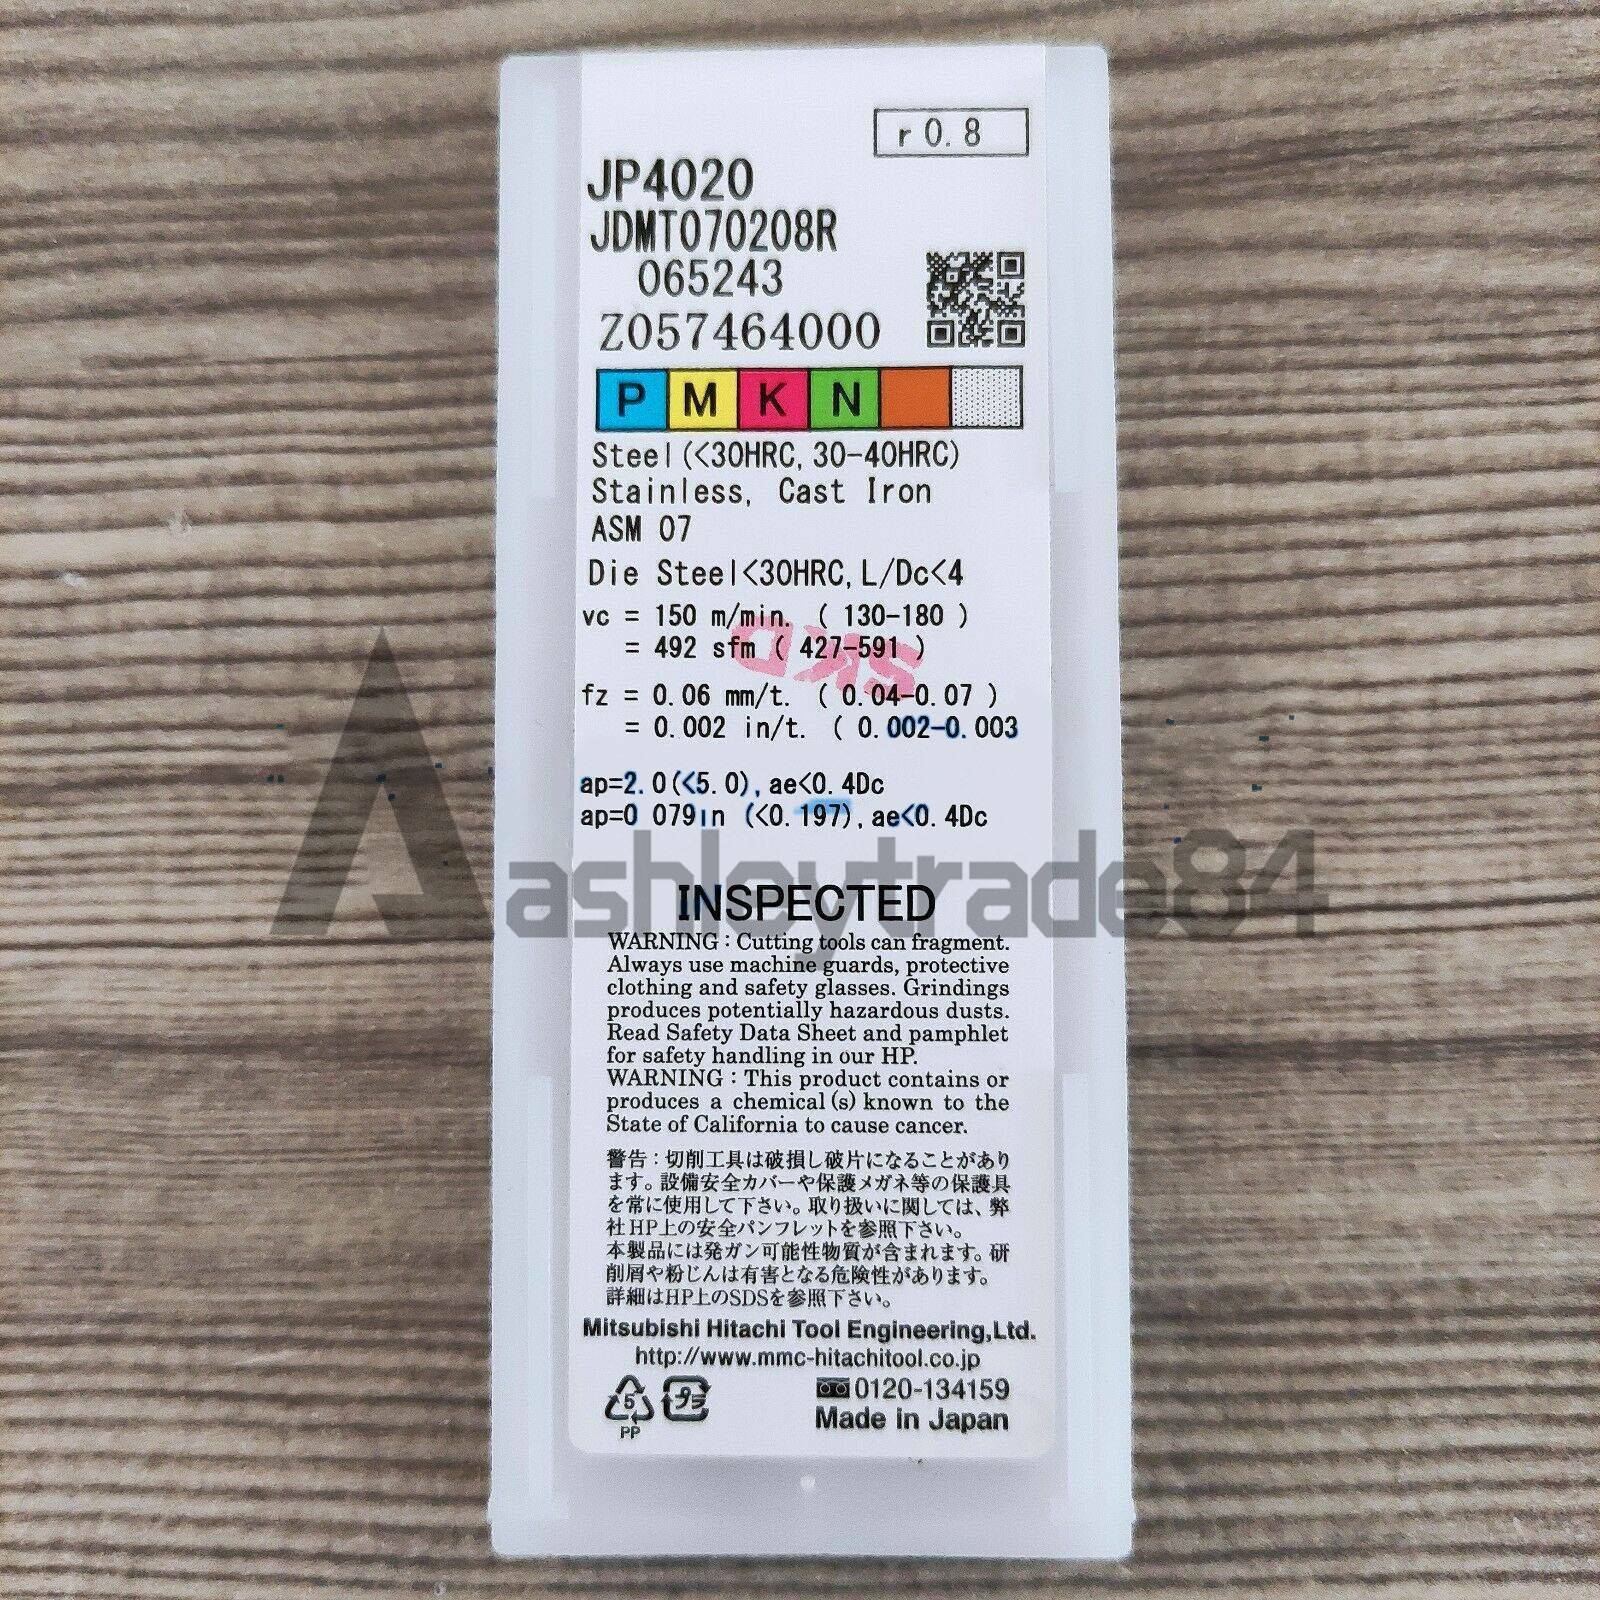 r 0.8
JP4020
JDMT070208R
065243
Z057464000
P M K N
Steel(<30HRC,30-40HRC)
Stainless, Cast Iron
ASM 07
Die Steel<30HRC,L/Dc<4
vc = 150 m/min. ( 130-180 )
= 492 sfm ( 427-591 )
SKD
fz = 0.06 mm/t. ( 0.04-0.07 )
= 0.002 in/t. ( 0.002-0.003
ap=2.0(<5.0),ae<0.4Dc
ap=0 079in (<0.197),ae<0.4Dc
Aashleytrade84
INSPECTED
WARNING : Cutting tools can fragment.
Always use machine guards, protective
clothing and safety glasses. Grindings
produces potentially hazardous dusts.
Read Safety Data Sheet and pamphlet
for safety handling in our HP.
WARNING : This product contains or
produces a chemical (s) known to the
State of California to cause cancer.
警告：切削工具は破損し破片になることがあり
ます。設備安全カバーや保護メガネ等の保護具
を常に使用して下さい。取り扱いに関しては、弊
社HP上の安全パンフレットを参照下さい。
本製品には発ガン可能性物質が含まれます。研
削屑や粉じんは有害となる危険性があります。
詳細はHP上のSDSを参照下さい。
Mitsubishi Hitachi Tool Engineering,Ltd.
http://www.mmc-hitachitool.co.jp
5 プラ 0120-134159
PP Made in Japan